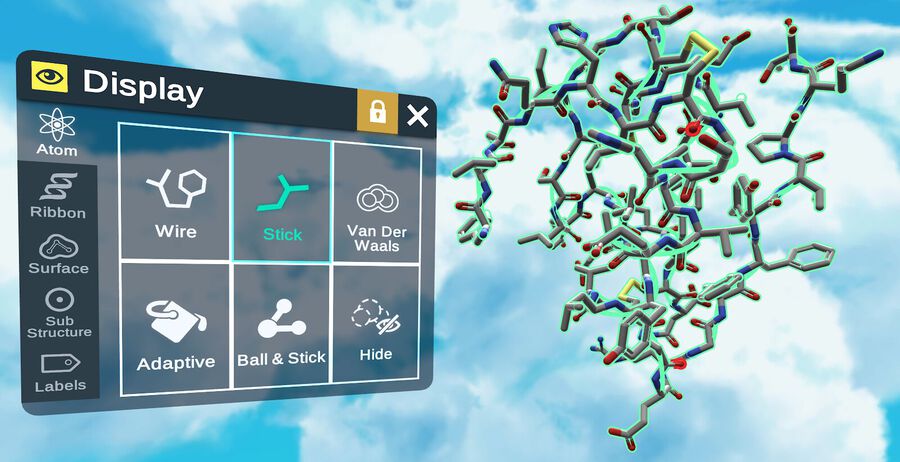 Display
Atom
Ribbon
Surface
Sub
Structure
Labels
Wire
Stick
Van Der
Waals
Adaptive
Ball & Stick
Hide